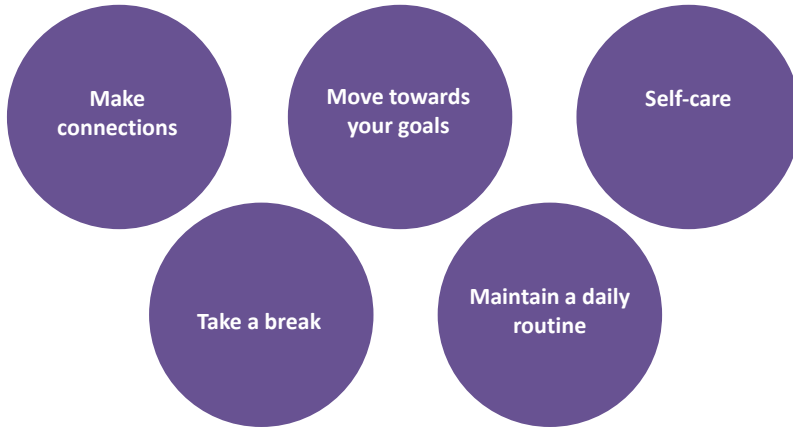 Make
connections
Move towards
your goals
Self-care
Take a break
Maintain a daily
routine